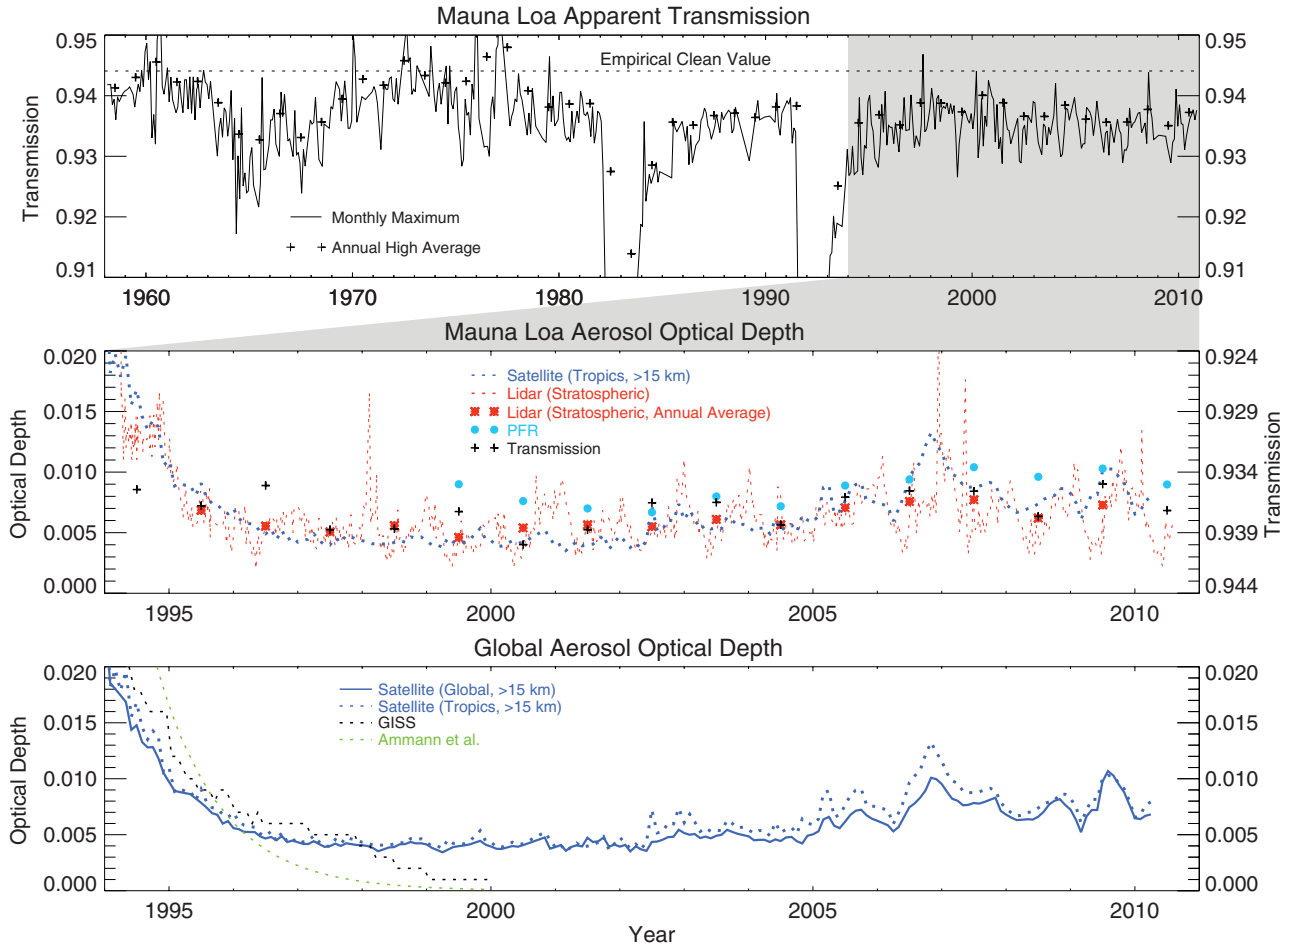 Mauna Loa Apparent Transmission
0.95
0.94
0.93
0.92
0.91
Transmission
Empirical Clean Value
Monthly Maximum
Annual High Average
0.95
0.94
0.93
0.92
0.91
1960 1970 1980 1990 2000 2010
Mauna Loa Aerosol Optical Depth
0.020
0.015
0.010
0.005
0.000
Optical Depth
Satellite (Tropics, >15 km)
Lidar (Stratospheric)
Lidar (Stratospheric, Annual Average)
PFR
Transmission
0.924
0.929
0.934
0.939
0.944
Transmission
1995 2000 2005 2010
Global Aerosol Optical Depth
0.020
0.015
0.010
0.005
0.000
Optical Depth
Satellite (Global, >15 km)
Satellite (Tropics, >15 km)
GISS
Ammann et al.
0.020
0.015
0.010
0.005
0.000
1995 2000 2005 2010
Year